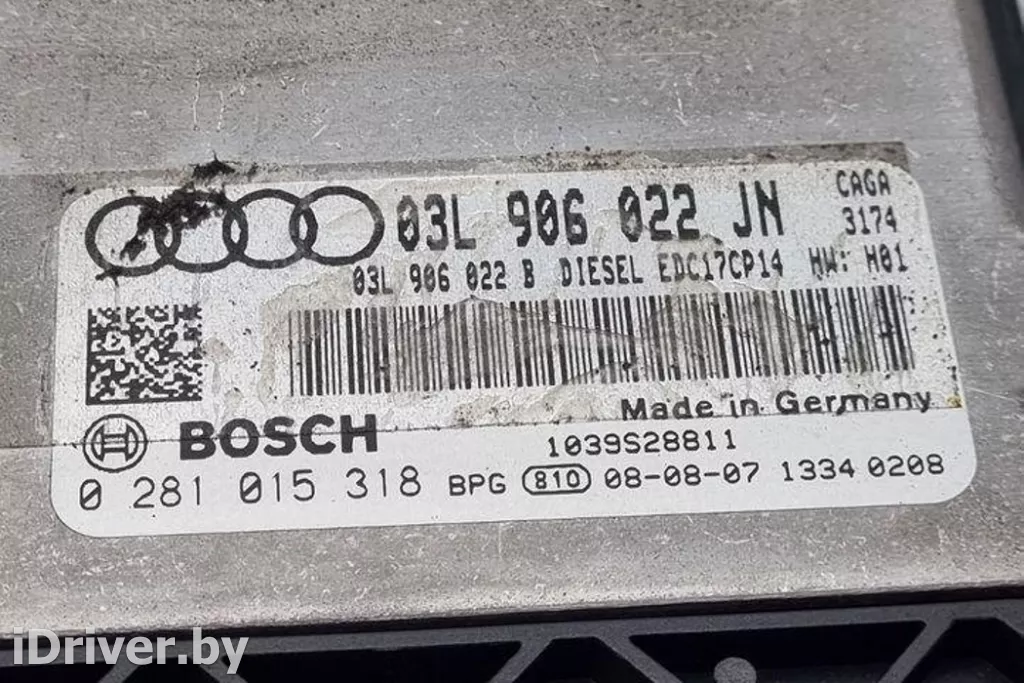 03L 906 022 JN CAGA
3174
03L 906 022 B DIESEL EDC17CP14 HW: H01
Made in Germany
BOSCH 1039S28811
0 281 015 318 BPG 810 08-08-07 1334 0208
iDriver.by